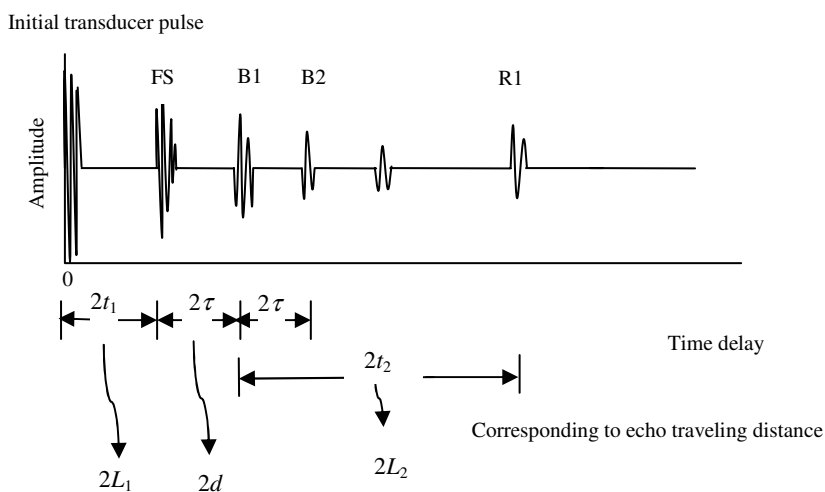 Initial transducer pulse
FS B1 B2 R1
Amplitude
0
2t₁ 2τ 2τ
Time delay
2t₂
Corresponding to echo traveling distance
2L₁ 2d 2L₂